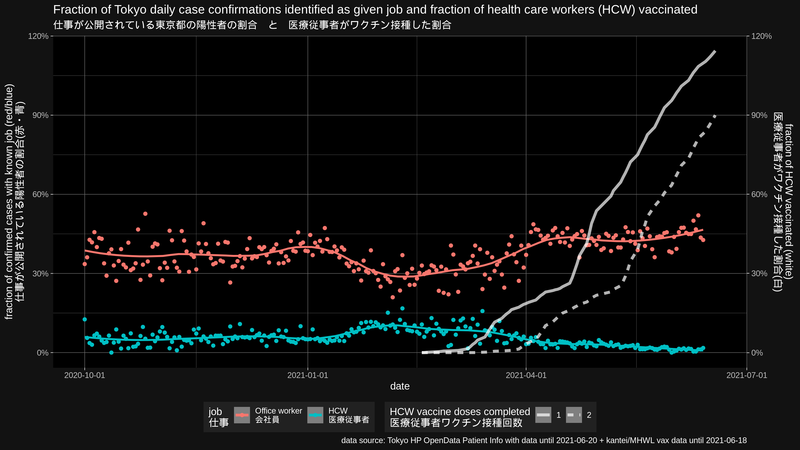 Fraction of Tokyo daily case confirmations identified as given job and fraction of health care workers (HCW) vaccinated
仕事が公開されている東京都の陽性者の割合　と　医療従事者がワクチン接種した割合
120%
90%
60%
30%
0%
fraction of confirmed cases with known job (red/blue)
仕事が公開されている陽性者の割合(赤・青)
120%
90%
60%
30%
0%
fraction of HCW vaccinated (white)
医療従事者がワクチン接種した割合(白)
2020-10-01
2021-01-01
2021-04-01
2021-07-01
date
job
仕事
Office worker
会社員
HCW
医療従事者
HCW vaccine doses completed
医療従事者ワクチン接種回数
1
2
data source: Tokyo HP OpenData Patient Info with data until 2021-06-20 + kantei/MHWL vax data until 2021-06-18